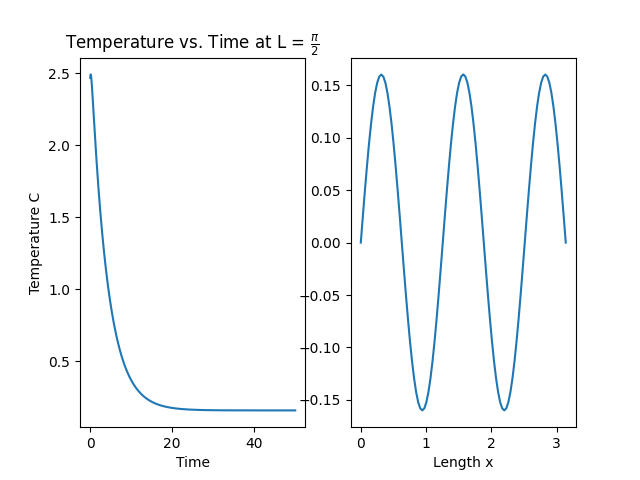 Temperature vs. Time at L = π/2
Temperature C
2.5
2.0
1.5
1.0
0.5
0 20 40
Time
0.15
0.10
0.05
0.00
−0.05
−0.10
−0.15
0 1 2 3
Length x